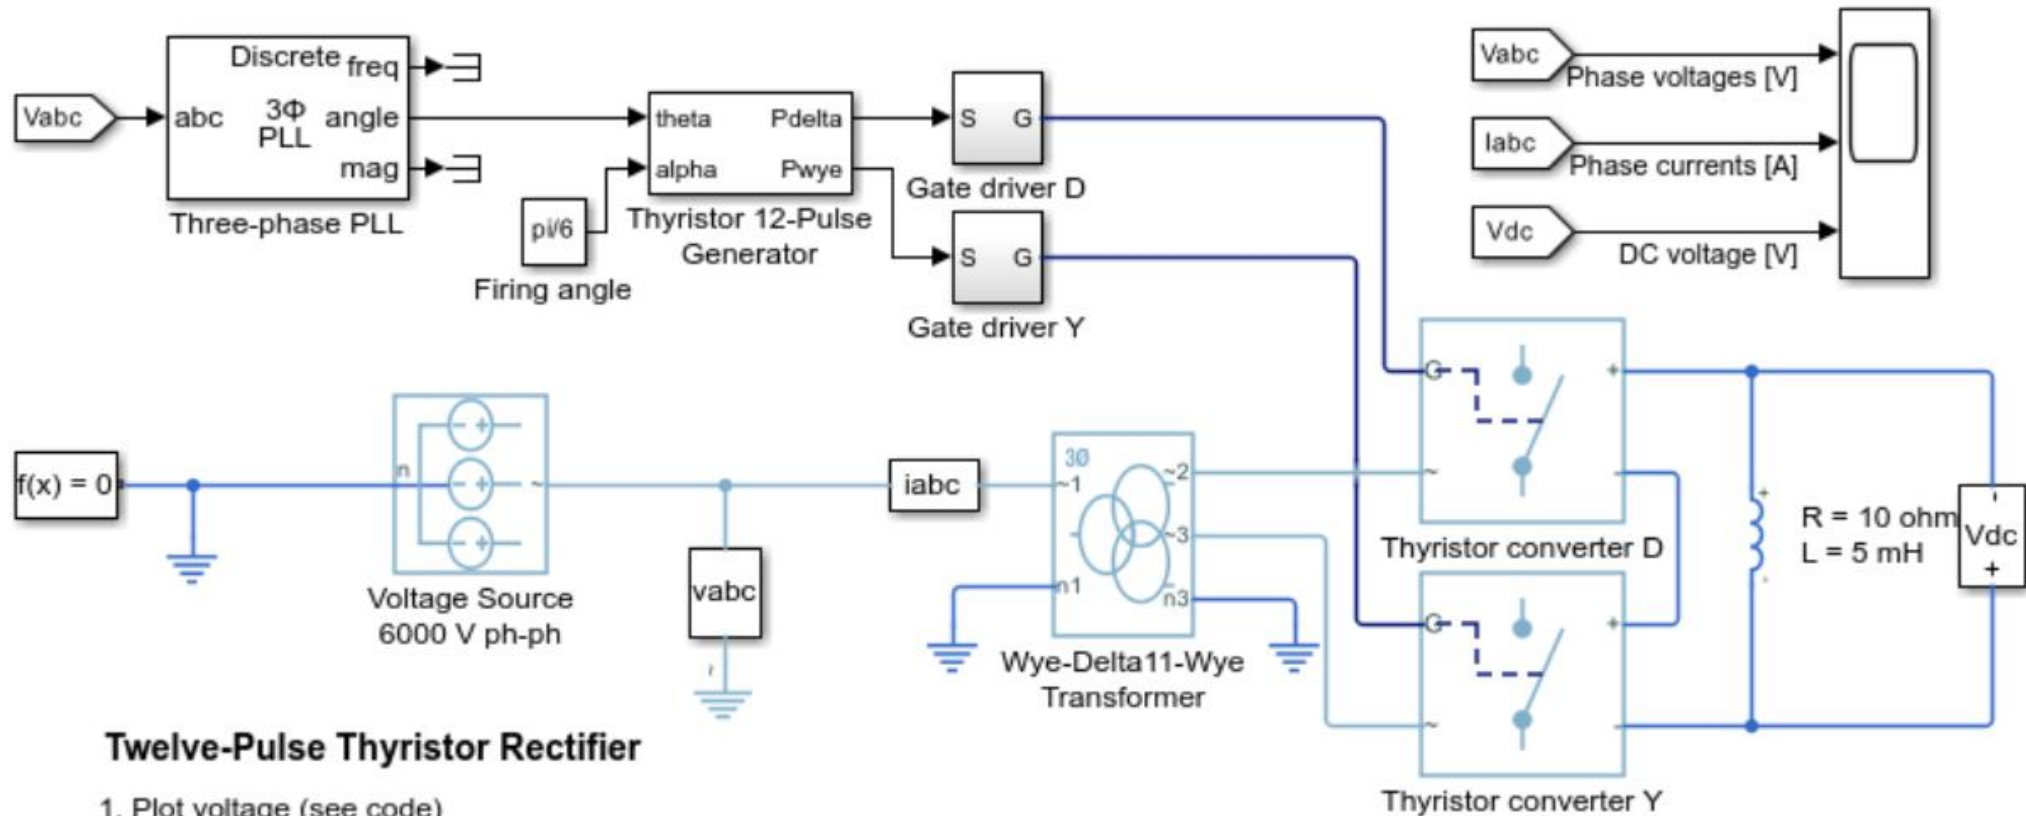 Discrete
freq
Vabc
abc
3Φ
PLL
angle
mag
Three-phase PLL
pi/6
Firing angle
theta
Pdelta
alpha
Pwye
Thyristor 12-Pulse
Generator
S G
Gate driver D
S G
Gate driver Y
Vabc
Phase voltages [V]
Iabc
Phase currents [A]
Vdc
DC voltage [V]
f(x) = 0
n
- +
- +
- +
~
Voltage Source
6000 V ph-ph
vabc
iabc
3Ø
~1
~2
~3
n1
n3
Wye-Delta11-Wye
Transformer
G
+
~
-
Thyristor converter D
G
+
~
-
Thyristor converter Y
+
-
R = 10 ohm
L = 5 mH
-
Vdc
+
Twelve-Pulse Thyristor Rectifier
1. Plot voltage (see code)